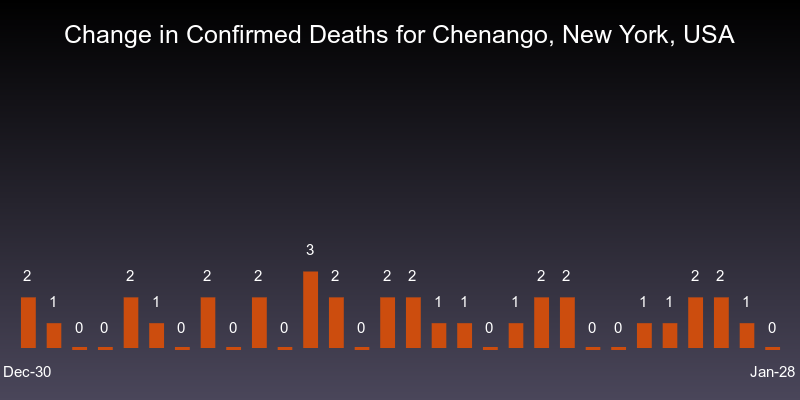 Change in Confirmed Deaths for Chenango, New York, USA
3
2 2 2 2 2 2 2 2 2 2 2
1 1 1 1 1 1 1 1
0 0 0 0 0 0 0 0 0 0
Dec-30 Jan-28